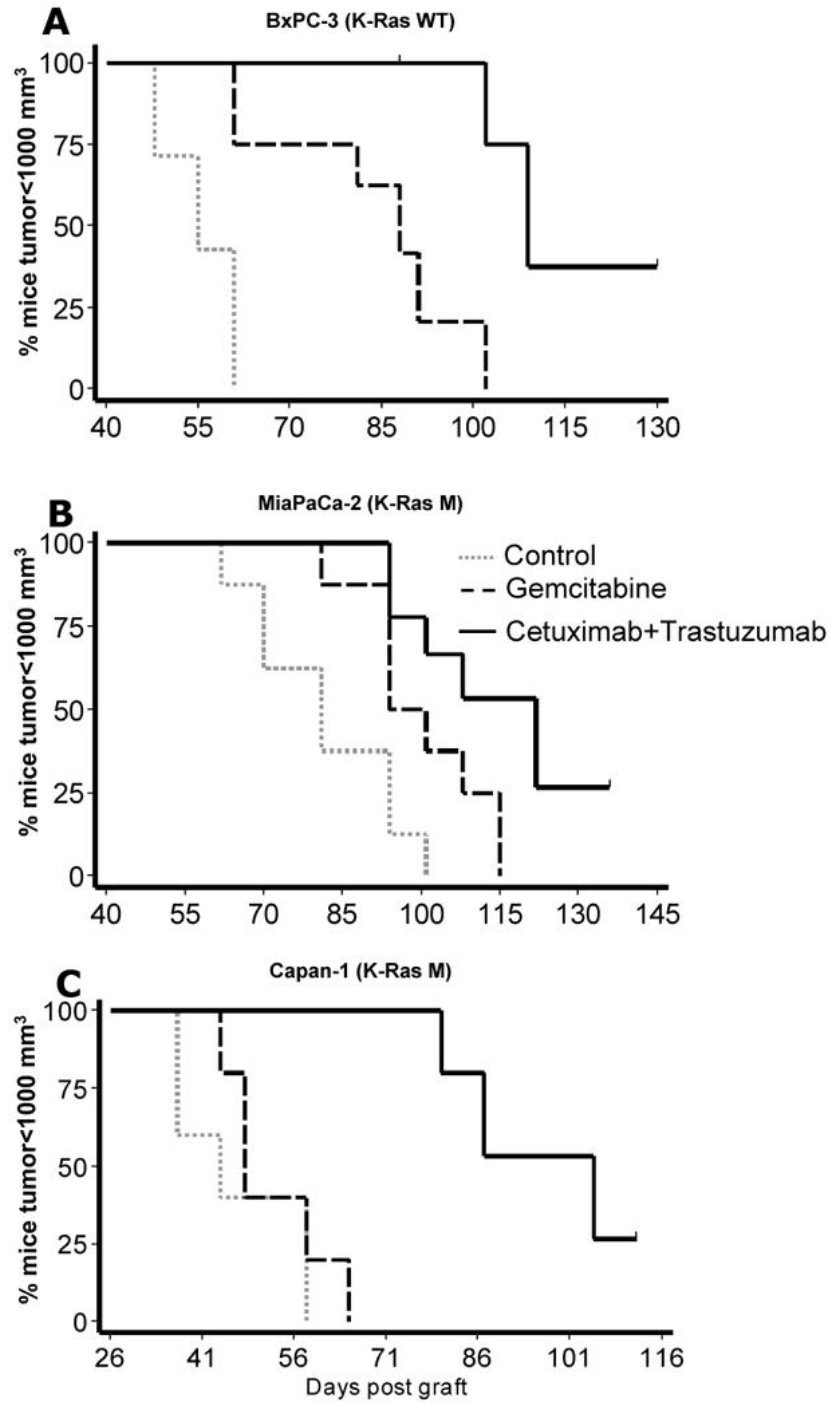 A
BxPC-3 (K-Ras WT)
% mice tumor<1000 mm³
100
75
50
25
0
40 55 70 85 100 115 130
B
MiaPaCa-2 (K-Ras M)
% mice tumor<1000 mm³
100
75
50
25
0
Control
Gemcitabine
Cetuximab+Trastuzumab
40 55 70 85 100 115 130 145
C
Capan-1 (K-Ras M)
% mice tumor<1000 mm³
100
75
50
25
0
26 41 56 71 86 101 116
Days post graft